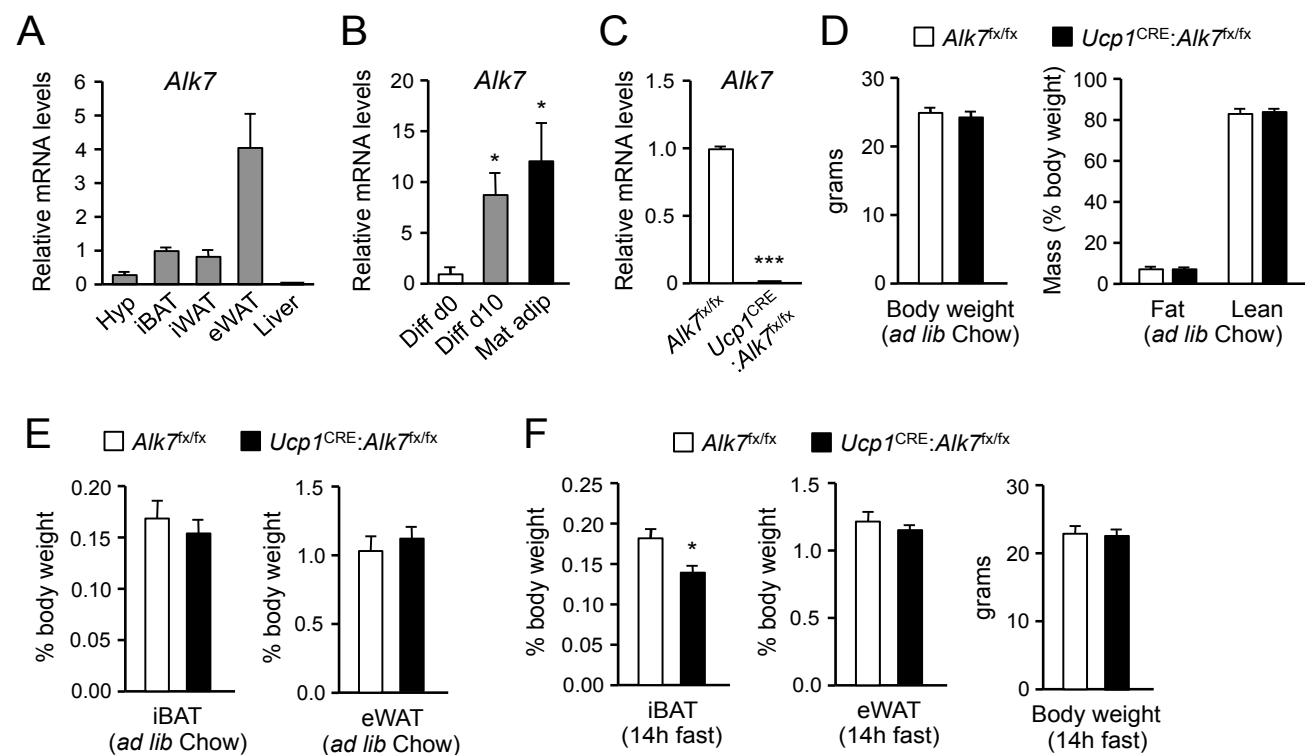 A
Alk7
Relative mRNA levels
6
5
4
3
2
1
0
Hyp
iBAT
iWAT
eWAT
Liver
B
Alk7
Relative mRNA levels
20
15
10
5
0
*
*
Diff d0
Diff d10
Mat adip
C
Alk7
Relative mRNA levels
1.5
1.0
0.5
0
***
Alk7fx/fx
Ucp1CRE
:Alk7fx/fx
D
Alk7fx/fx
Ucp1CRE:Alk7fx/fx
grams
30
20
10
0
Body weight
(ad lib Chow)
Mass (% body weight)
100
80
60
40
20
0
Fat Lean
(ad lib Chow)
E
Alk7fx/fx
Ucp1CRE:Alk7fx/fx
% body weight
0.20
0.15
0.10
0.05
0.00
iBAT
(ad lib Chow)
% body weight
1.5
1.0
0.5
0.0
eWAT
(ad lib Chow)
F
Alk7fx/fx
Ucp1CRE:Alk7fx/fx
% body weight
0.25
0.20
0.15
0.10
0.05
0.00
*
iBAT
(14h fast)
% body weight
1.5
1.0
0.5
0.0
eWAT
(14h fast)
grams
30
20
10
0
Body weight
(14h fast)